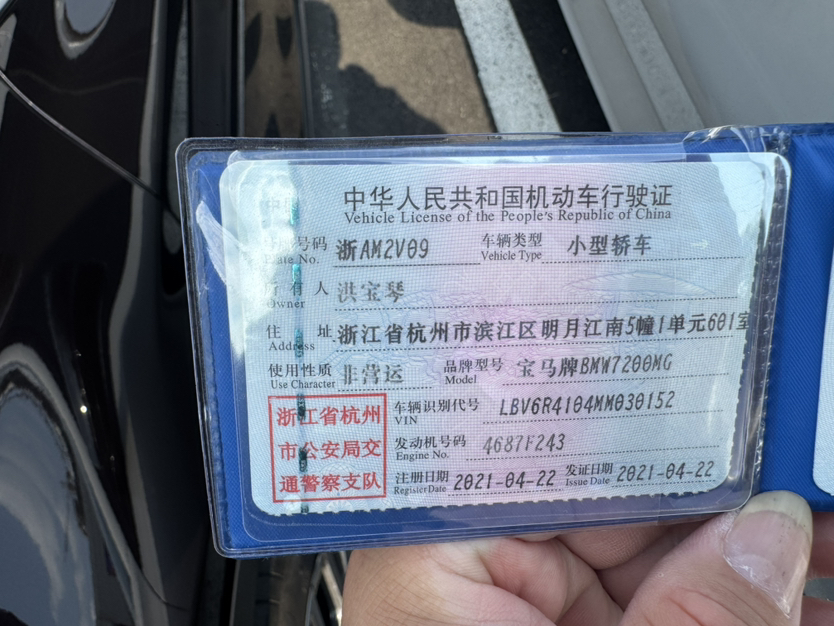 中华人民共和国机动车行驶证
Vehicle License of the People's Republic of China
号码 浙AM2V09 车辆类型 小型轿车
Plate No. Vehicle Type
所有人 洪宝琴
Owner
住 址 浙江省杭州市滨江区明月江南5幢1单元601室
Address
使用性质 非营运 品牌型号 宝马牌BMW7200MG
Use Character Model
浙江省杭州
市公安局交
通警察支队
车辆识别代号 LBV6R4104MM030152
VIN
发动机号码 4687F243
Engine No.
注册日期 2021-04-22 发证日期 2021-04-22
Register Date Issue Date